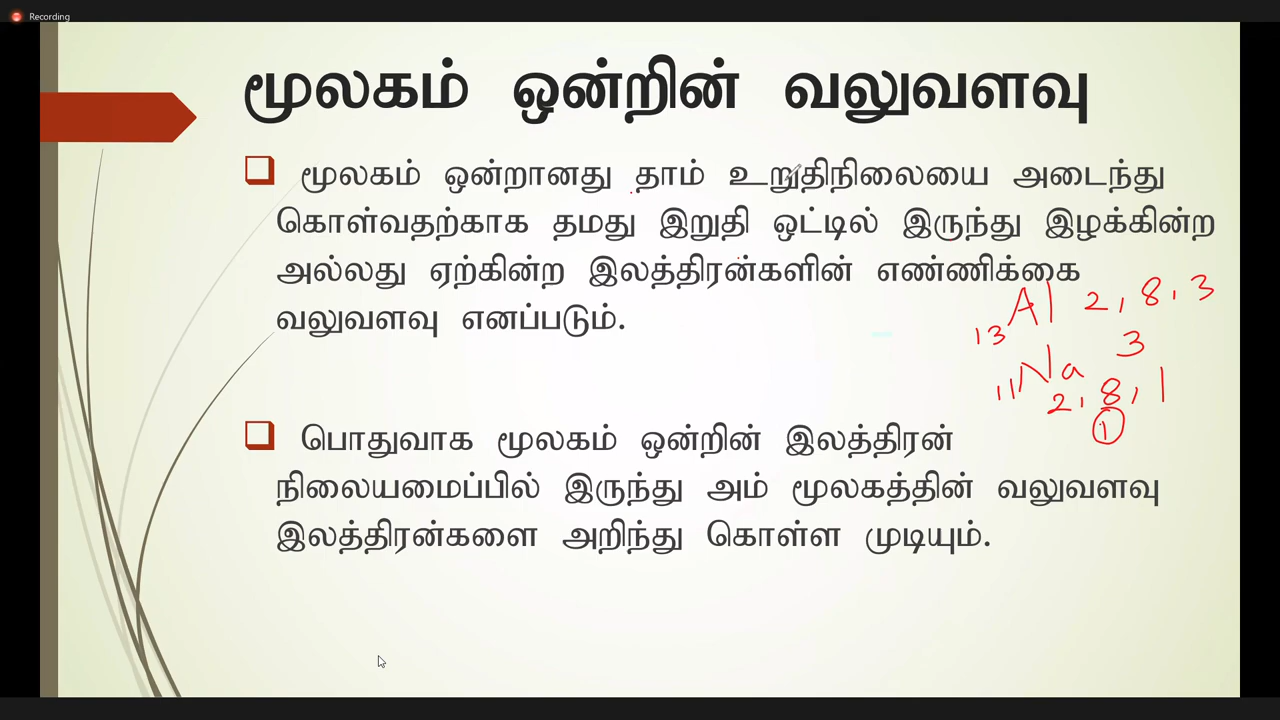 Recording
மூலகம் ஒன்றின் வலுவளவு
மூலகம் ஒன்றானது தாம் உறுதிநிலையை அடைந்து
கொள்வதற்காக தமது இறுதி ஒட்டில் இருந்து இழக்கின்ற
அல்லது ஏற்கின்ற இலத்திரன்களின் எண்ணிக்கை
வலுவளவு எனப்படும்.
13Al 2, 8, 3
3
11Na
2, 8, 1
1
பொதுவாக மூலகம் ஒன்றின் இலத்திரன்
நிலையமைப்பில் இருந்து அம் மூலகத்தின் வலுவளவு
இலத்திரன்களை அறிந்து கொள்ள முடியும்.